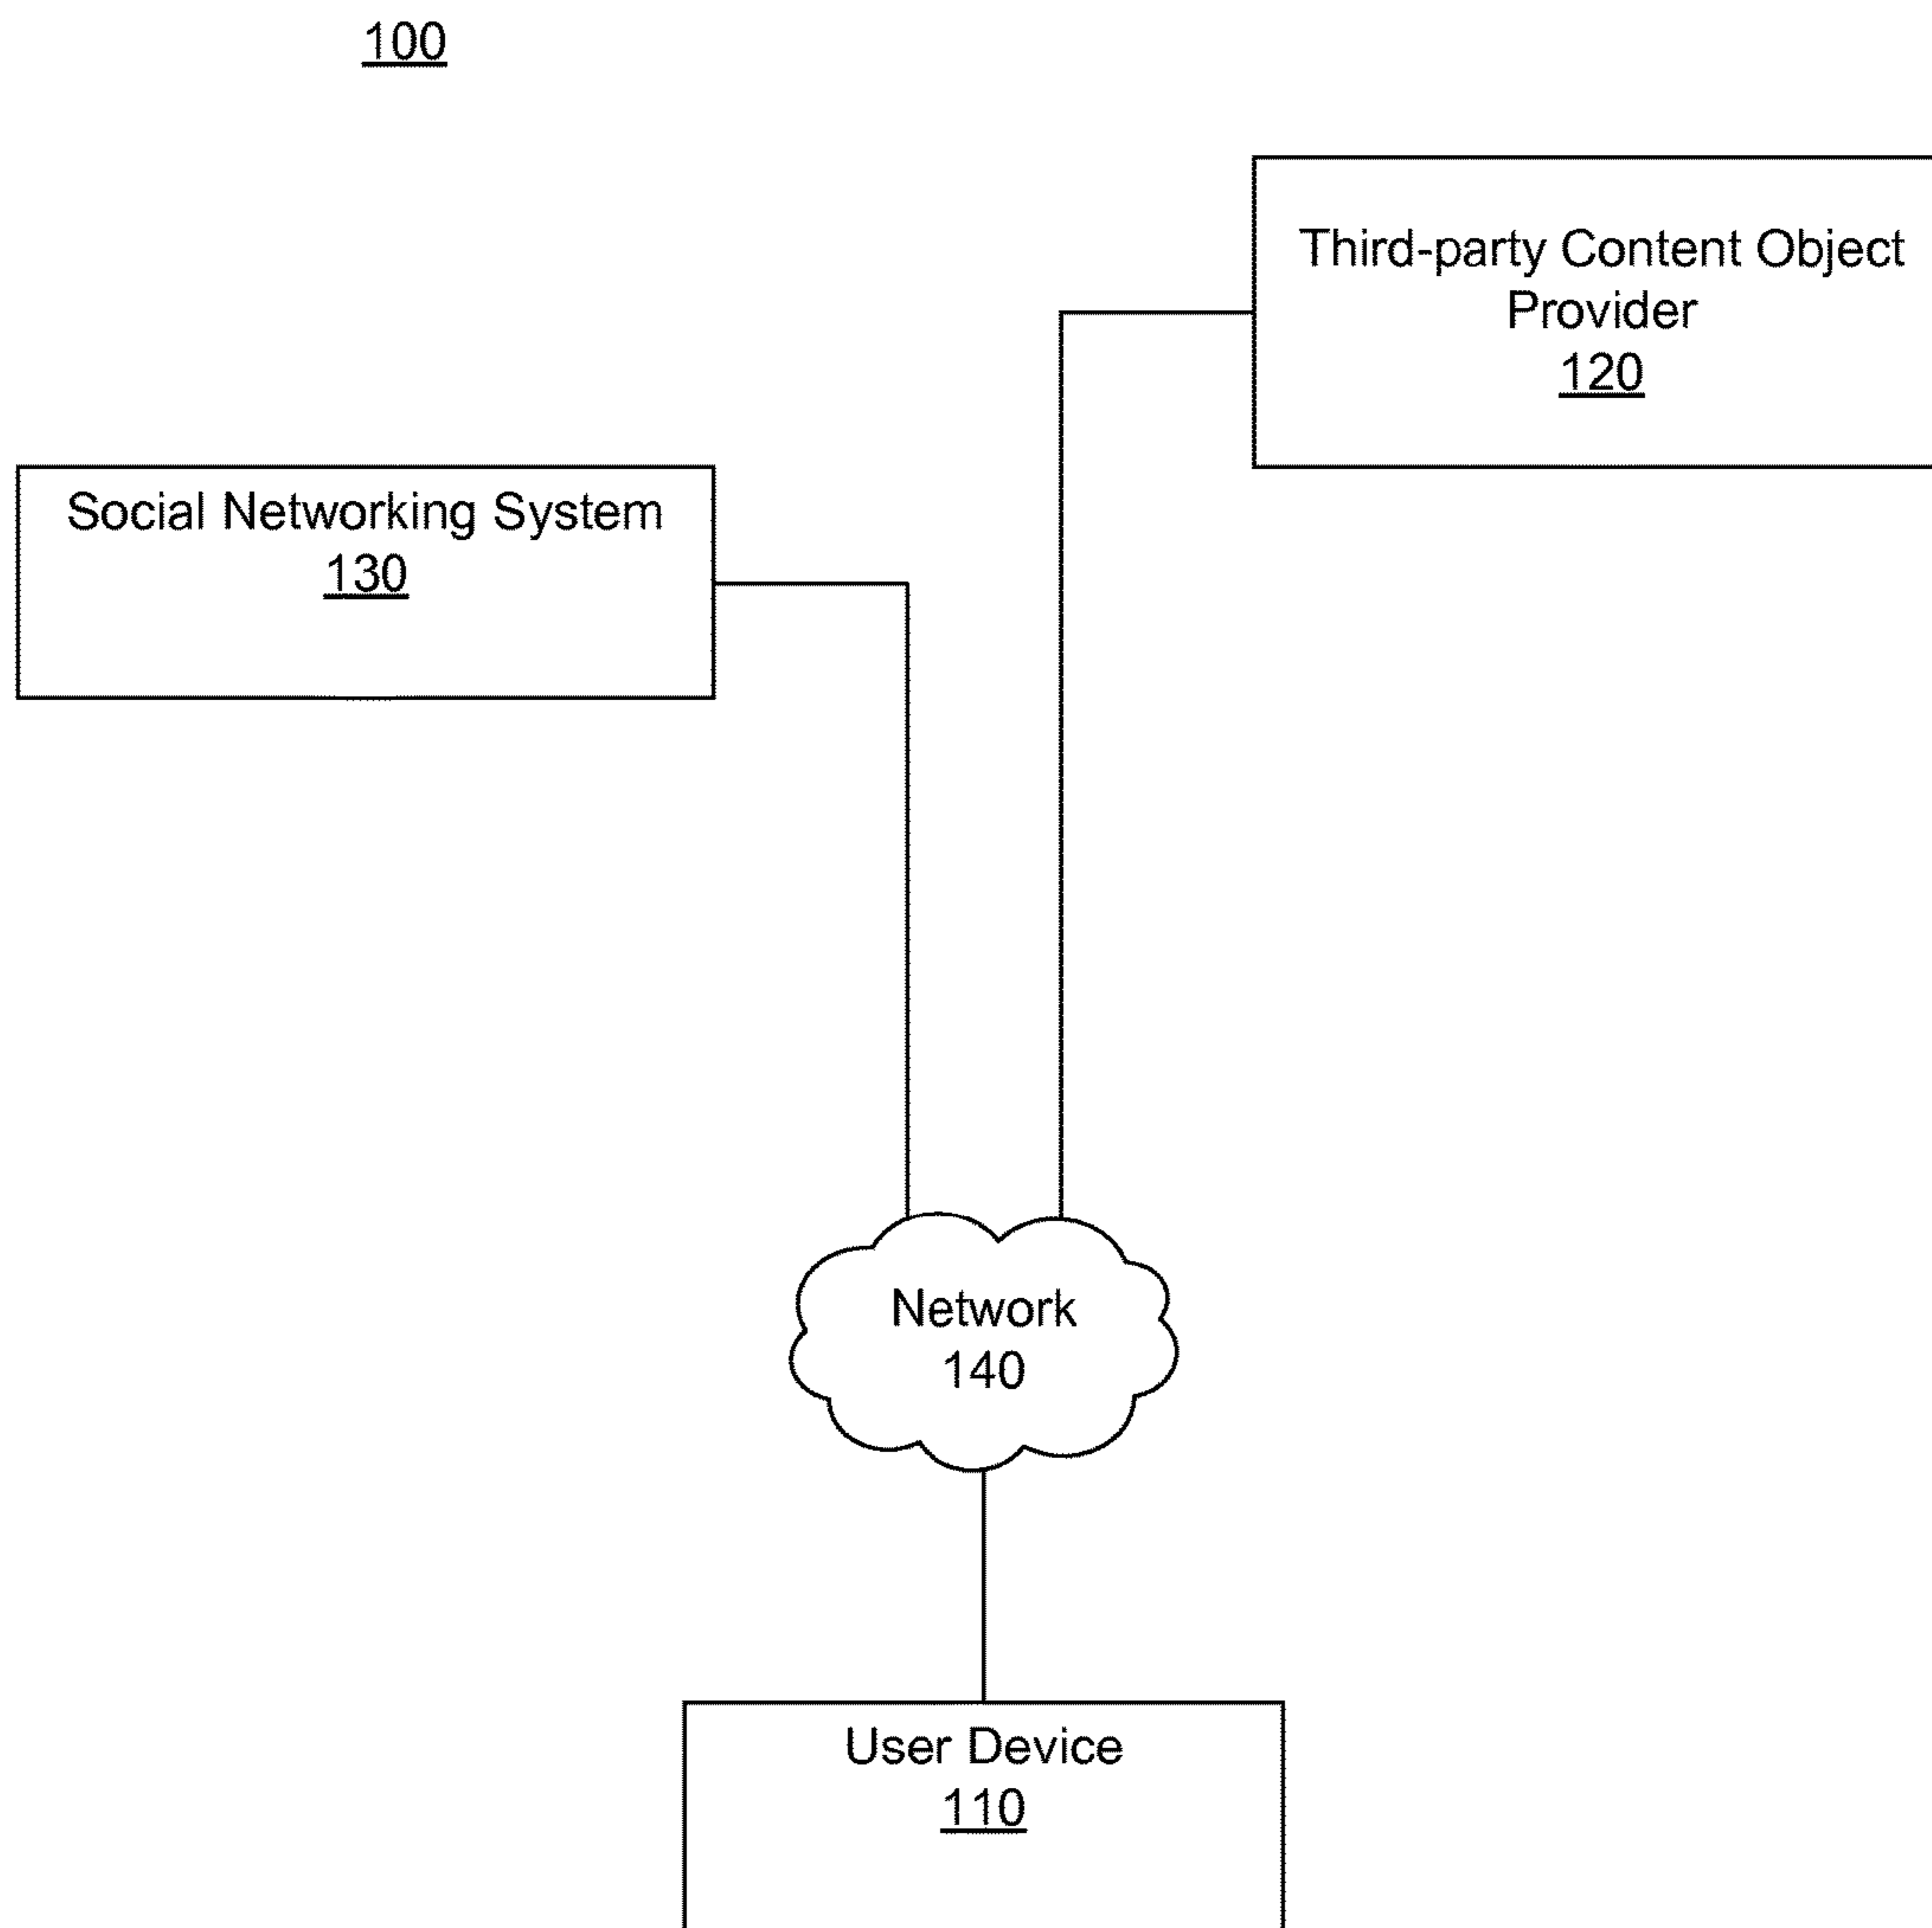 100
Third-party Content Object
Provider
120
Social Networking System
130
Network
140
User Device
110